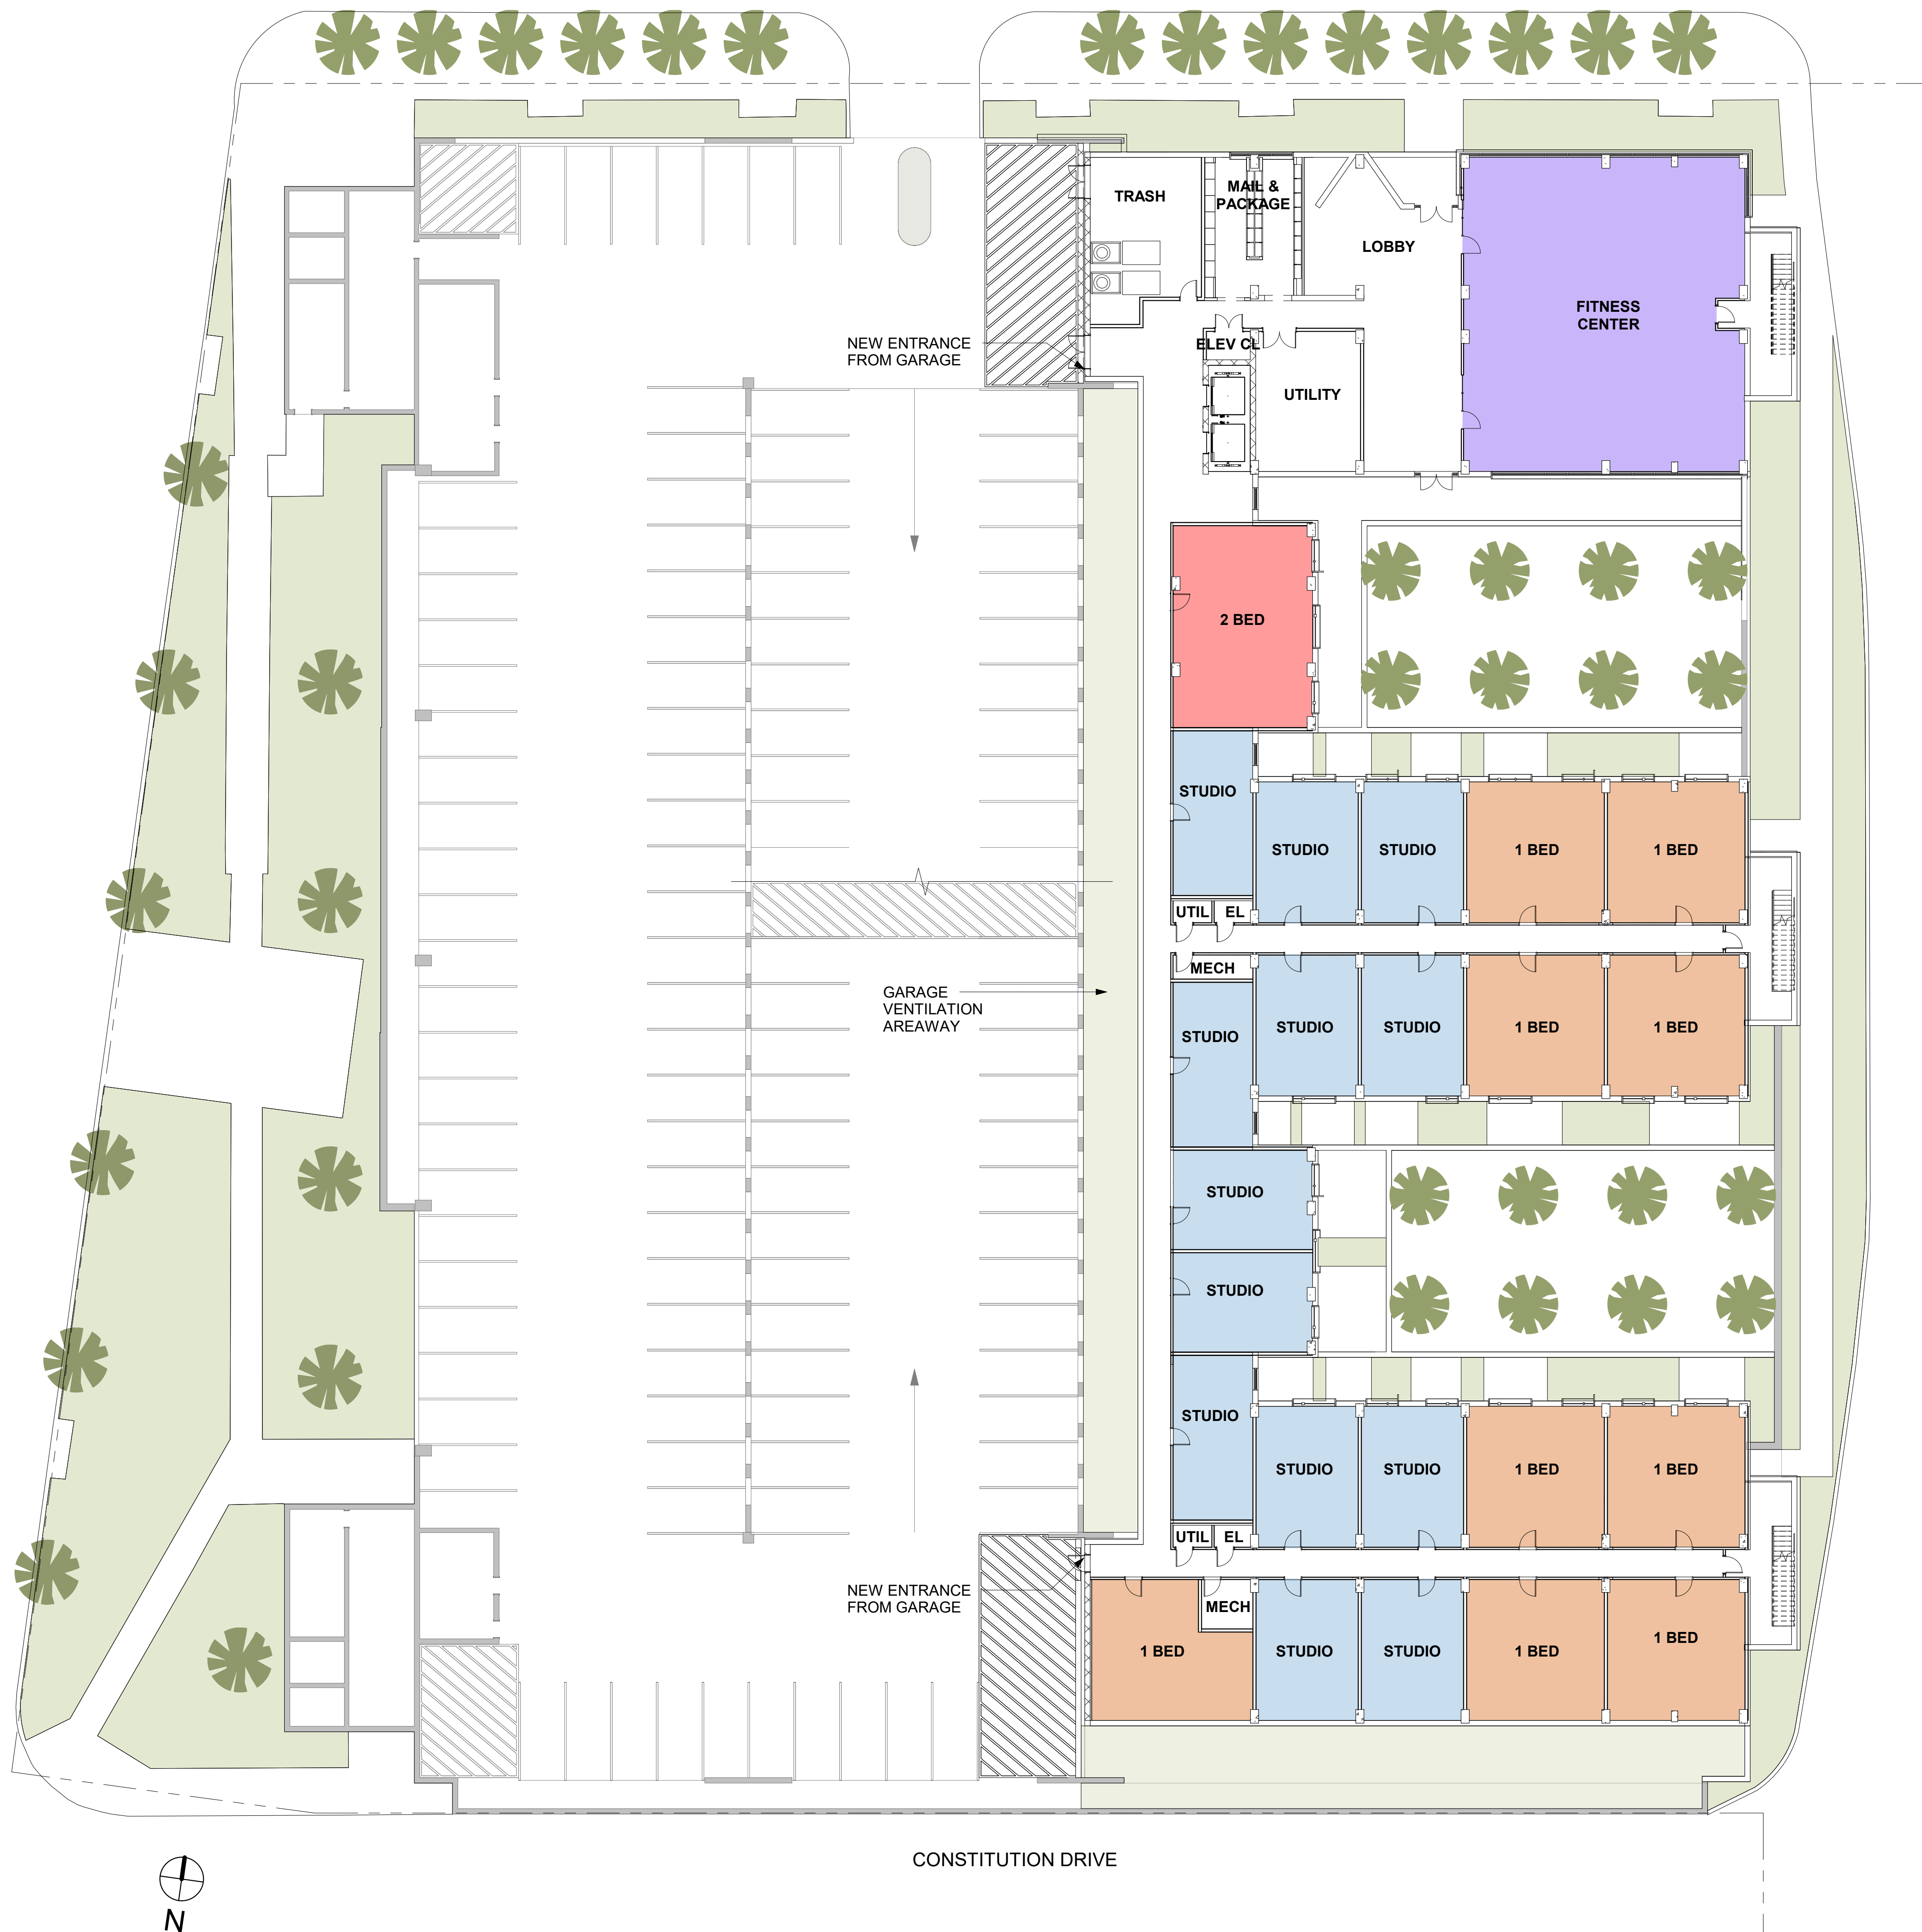 TRASH
MAIL &
PACKAGE
LOBBY
FITNESS
CENTER
NEW ENTRANCE
FROM GARAGE
ELEV CL
UTILITY
2 BED
STUDIO
STUDIO
STUDIO
1 BED
1 BED
UTIL
EL
MECH
GARAGE
VENTILATION
AREAWAY
STUDIO
STUDIO
STUDIO
1 BED
1 BED
STUDIO
STUDIO
STUDIO
STUDIO
STUDIO
1 BED
1 BED
UTIL
EL
NEW ENTRANCE
FROM GARAGE
MECH
1 BED
STUDIO
STUDIO
1 BED
1 BED
CONSTITUTION DRIVE
N